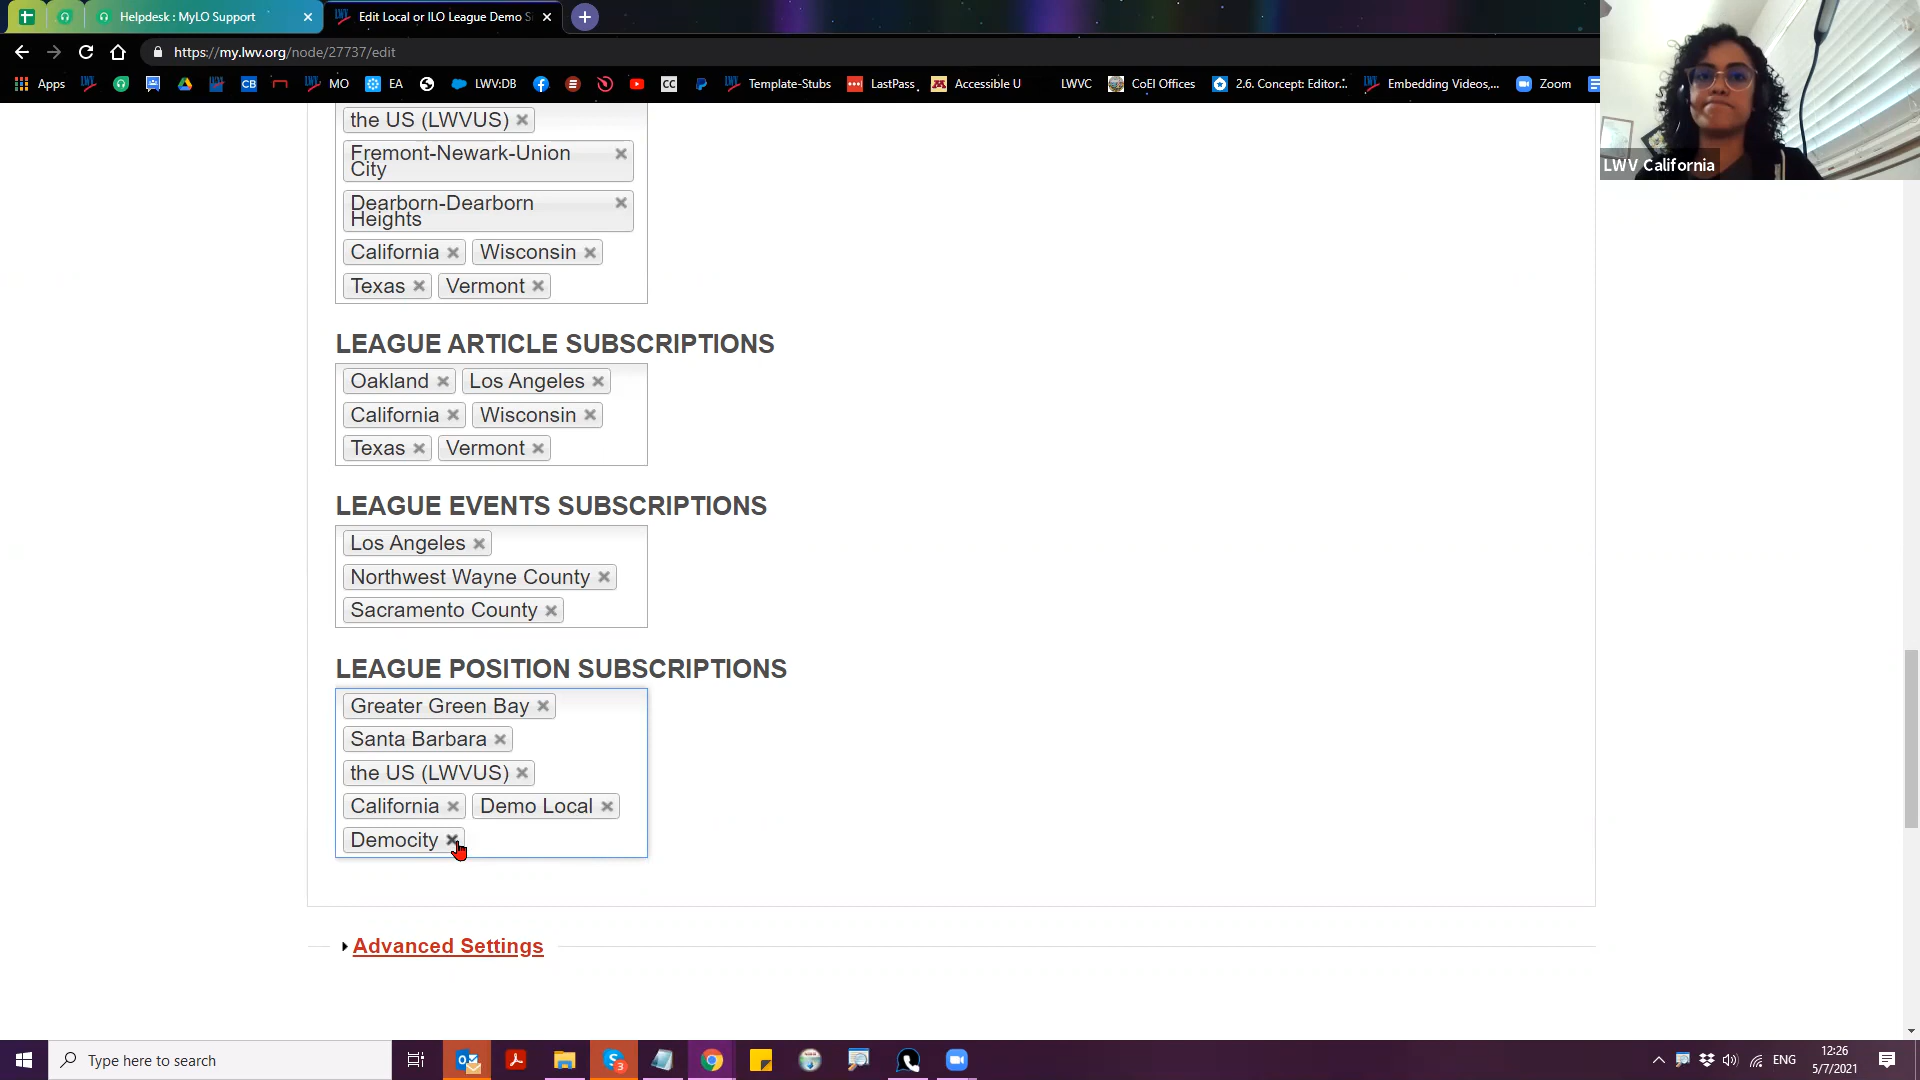 Helpdesk : MyLO Support
Edit Local or ILO League Demo S
https://my.lwv.org/node/27737/edit
Apps
CB
MO
EA
LWV:DB
CC
Template-Stubs
LastPass
Accessible U
LWVC
CoEI Offices
2.6. Concept: Editor...
Embedding Videos,...
Zoom
LWV California
the US (LWVUS)
Fremont-Newark-Union
City
Dearborn-Dearborn
Heights
California Wisconsin
Texas Vermont
LEAGUE ARTICLE SUBSCRIPTIONS
Oakland Los Angeles
California Wisconsin
Texas Vermont
LEAGUE EVENTS SUBSCRIPTIONS
Los Angeles
Northwest Wayne County
Sacramento County
LEAGUE POSITION SUBSCRIPTIONS
Greater Green Bay
Santa Barbara
the US (LWVUS)
California Demo Local
Democity
Advanced Settings
Type here to search
ENG
12:26
5/7/2021